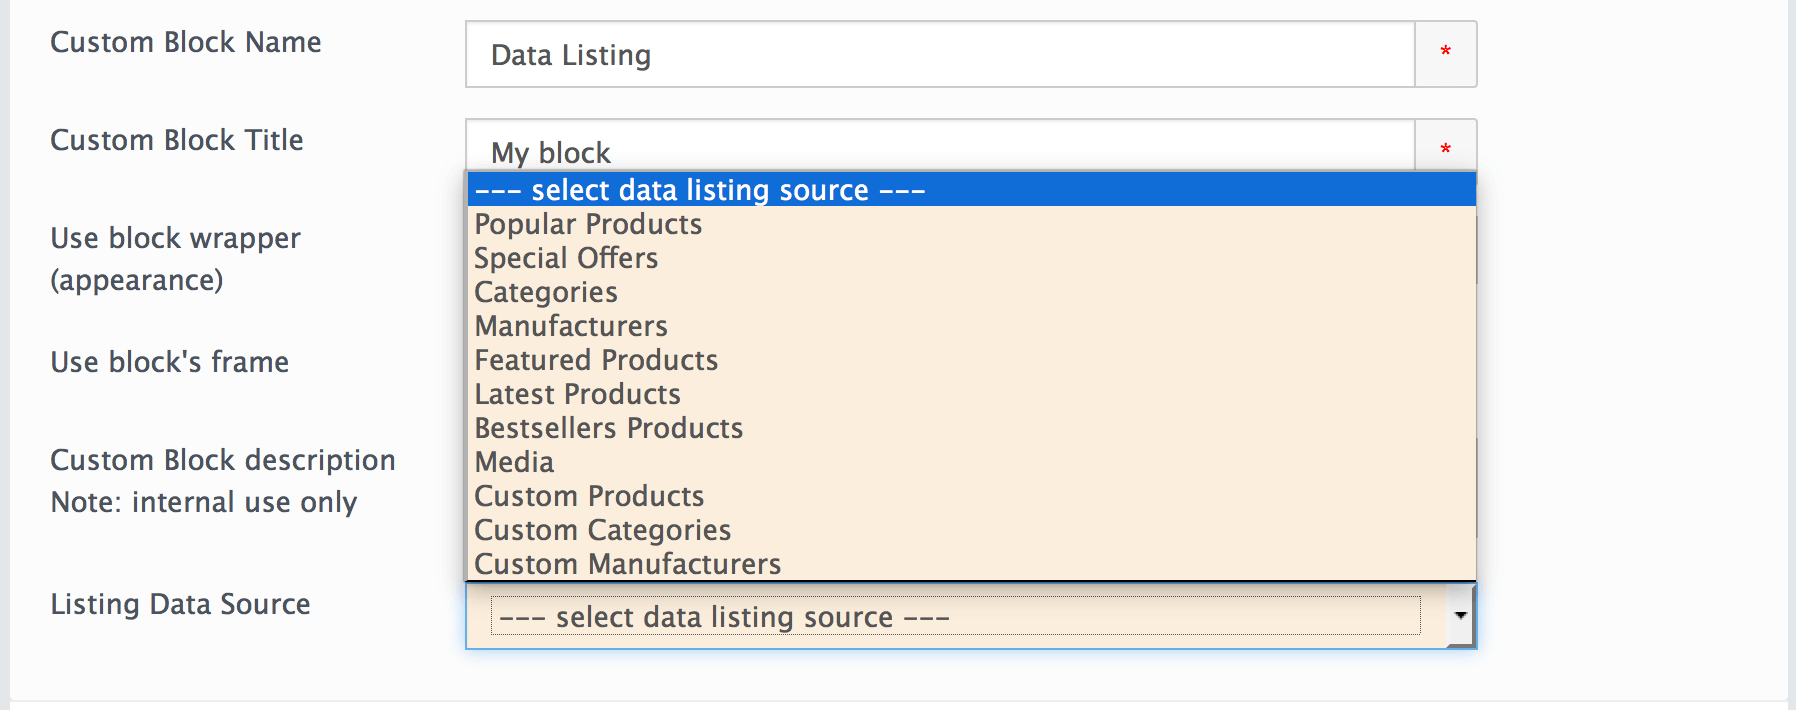 Custom Block Name
Data Listing
*
Custom Block Title
My block
*
--- select data listing source ---
Popular Products
Use block wrapper
(appearance)
Special Offers
Categories
Manufacturers
Use block's frame
Featured Products
Latest Products
Bestsellers Products
Custom Block description
Note: internal use only
Media
Custom Products
Custom Categories
Custom Manufacturers
Listing Data Source
--- select data listing source ---